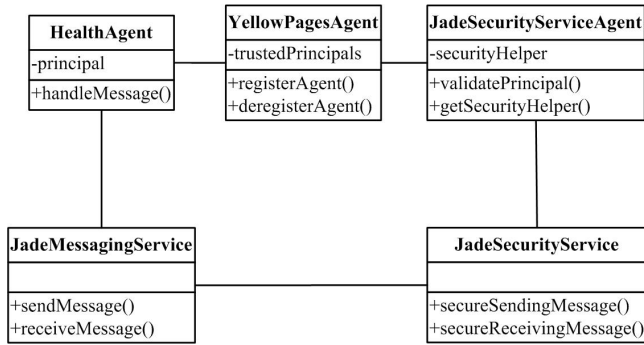 HealthAgent
-principal
+handleMessage()
YellowPagesAgent
-trustedPrincipals
+registerAgent()
+deregisterAgent()
JadeSecurityServiceAgent
-securityHelper
+validatePrincipal()
+getSecurityHelper()
JadeMessagingService
+sendMessage()
+receiveMessage()
JadeSecurityService
+secureSendingMessage()
+secureReceivingMessage()